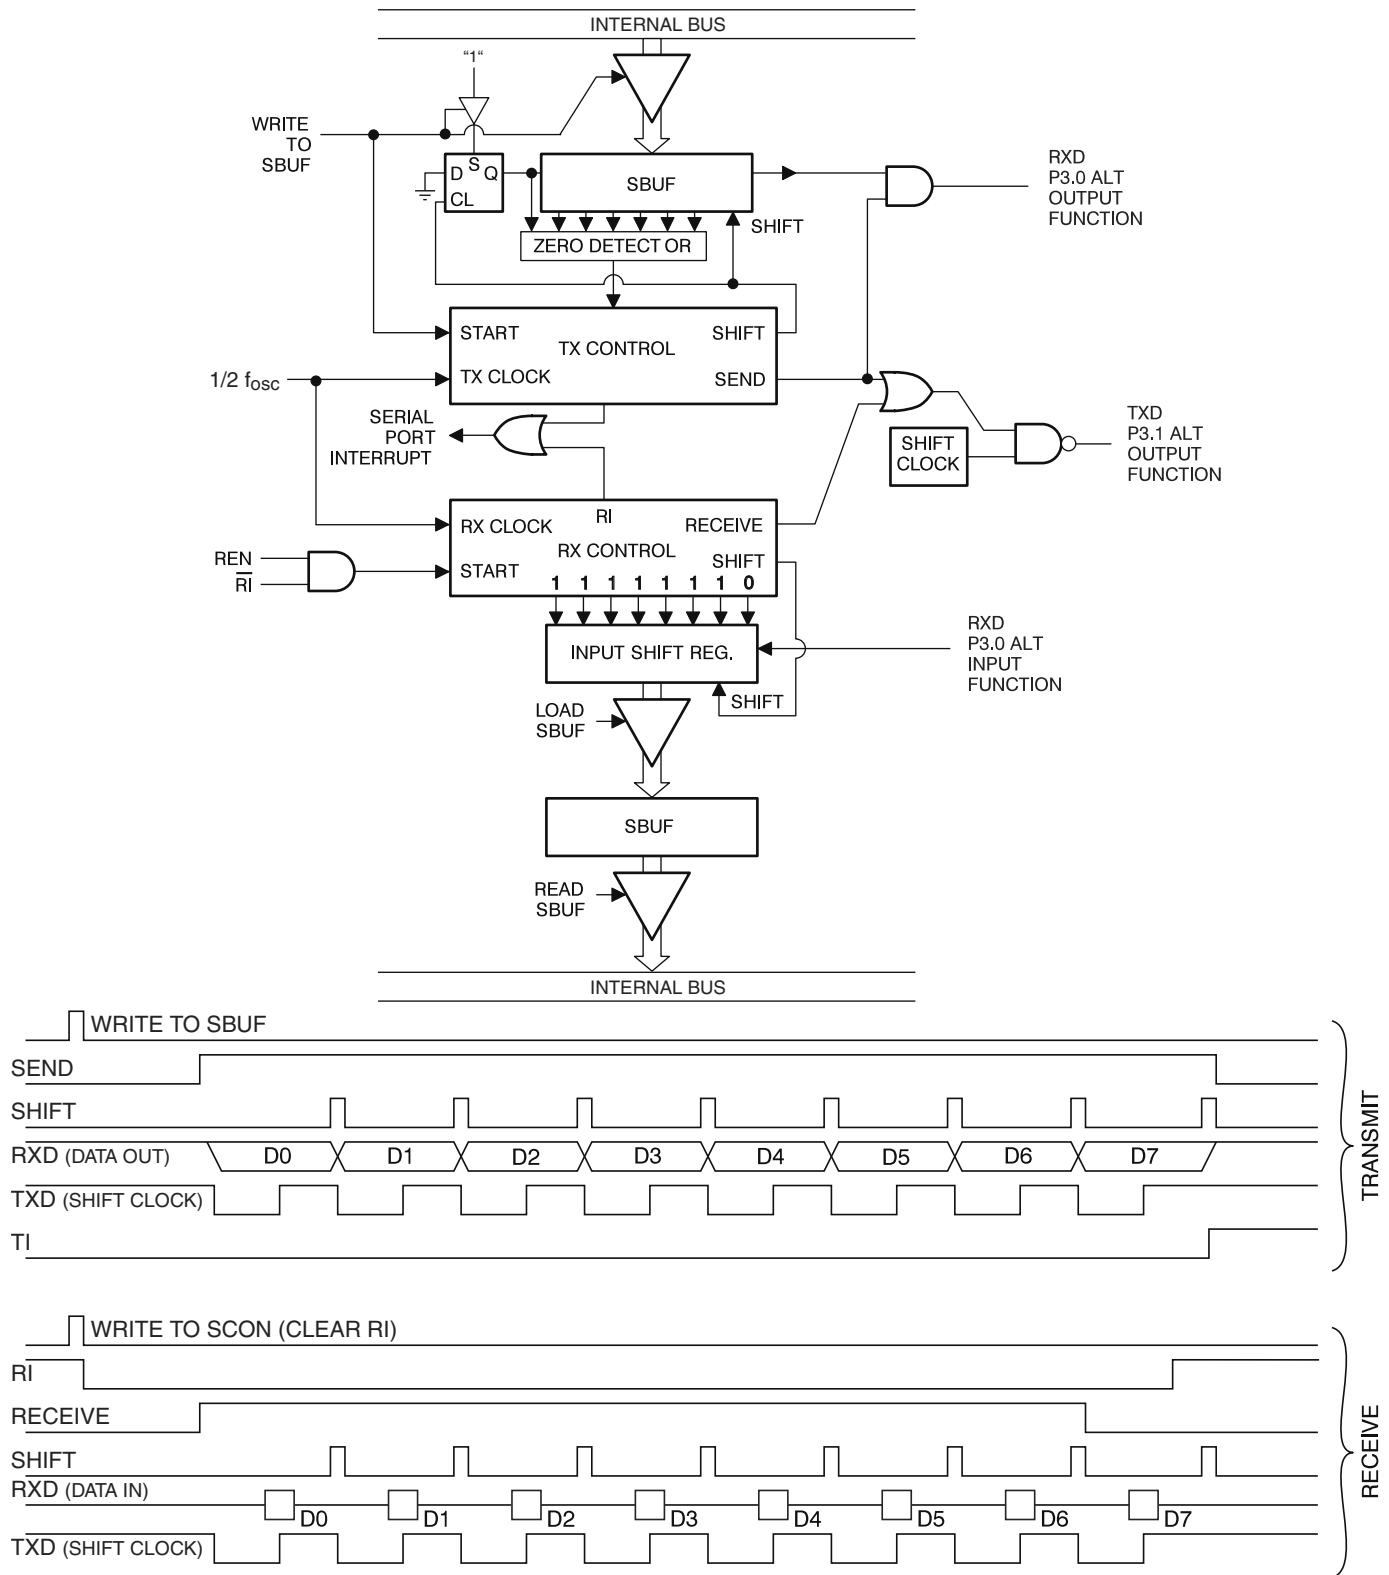 INTERNAL BUS
“1“
WRITE
TO
SBUF
S
D Q
CL
SBUF
SHIFT
ZERO DETECT OR
RXD
P3.0 ALT
OUTPUT
FUNCTION
START
SHIFT
TX CONTROL
1/2 fOSC
TX CLOCK
SEND
SERIAL
PORT
INTERRUPT
SHIFT
CLOCK
TXD
P3.1 ALT
OUTPUT
FUNCTION
RI
RX CLOCK
RECEIVE
RX CONTROL
SHIFT
REN
R̅I̅
START
1 1 1 1 1 1 1 0
INPUT SHIFT REG.
RXD
P3.0 ALT
INPUT
FUNCTION
SHIFT
LOAD
SBUF
SBUF
READ
SBUF
INTERNAL BUS
WRITE TO SBUF
SEND
SHIFT
RXD (DATA OUT) D0 D1 D2 D3 D4 D5 D6 D7
TXD (SHIFT CLOCK)
TI
TRANSMIT
WRITE TO SCON (CLEAR RI)
RI
RECEIVE
SHIFT
RXD (DATA IN) D0 D1 D2 D3 D4 D5 D6 D7
TXD (SHIFT CLOCK)
RECEIVE